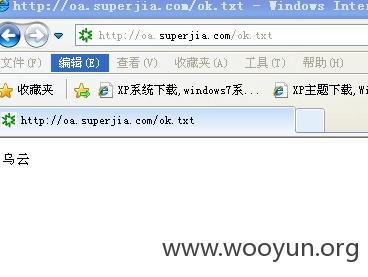 http://oa.superjia.com/ok.txt - Windows Inter
http://oa.superjia.com/ok.txt
文件(F) 编辑(E) 查看(V) 收藏夹(A) 工具(T) 帮助(H)
收藏夹 XP系统下载,windows7系... XP主题下载,Wi
http://oa.superjia.com/ok.txt
乌云
www.wooyun.org